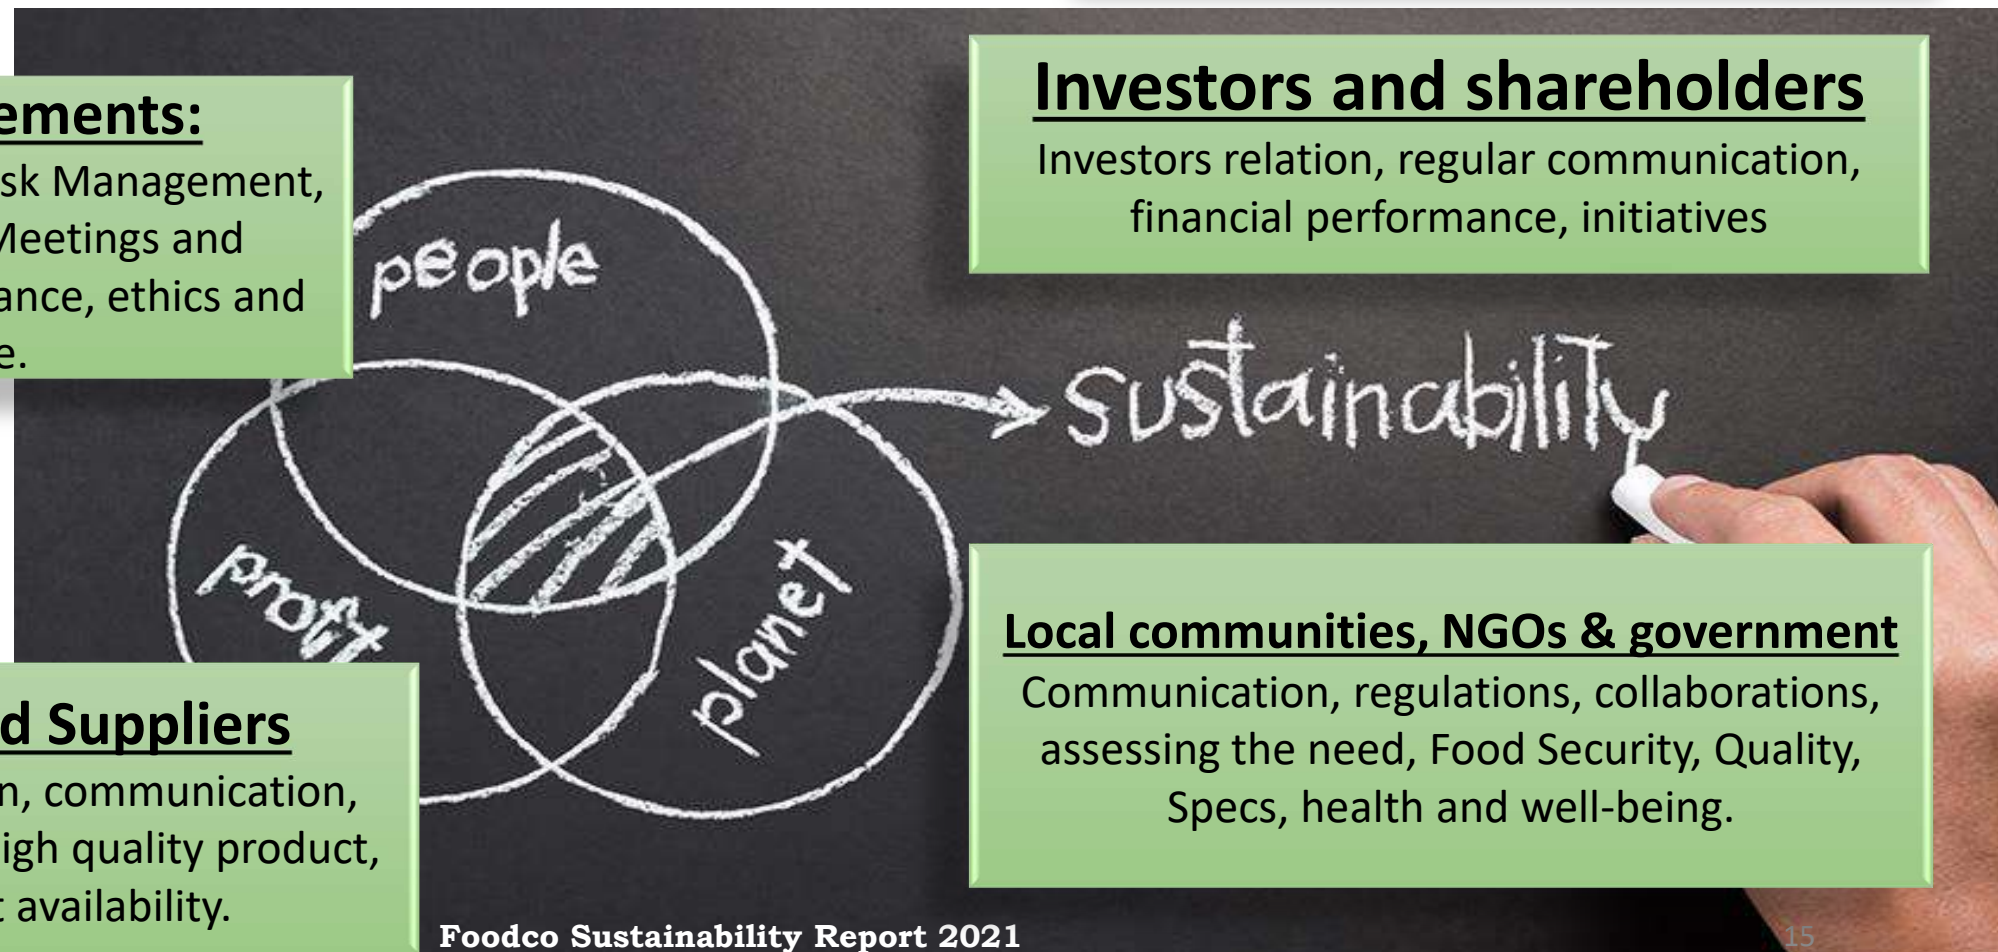 ements:
sk Management,
Meetings and
ance, ethics and
e.
Investors and shareholders
Investors relation, regular communication,
financial performance, initiatives
people
profit
planet
sustainability
d Suppliers
n, communication,
igh quality product,
t availability.
Local communities, NGOs & government
Communication, regulations, collaborations,
assessing the need, Food Security, Quality,
Specs, health and well-being.
Foodco Sustainability Report 2021
15